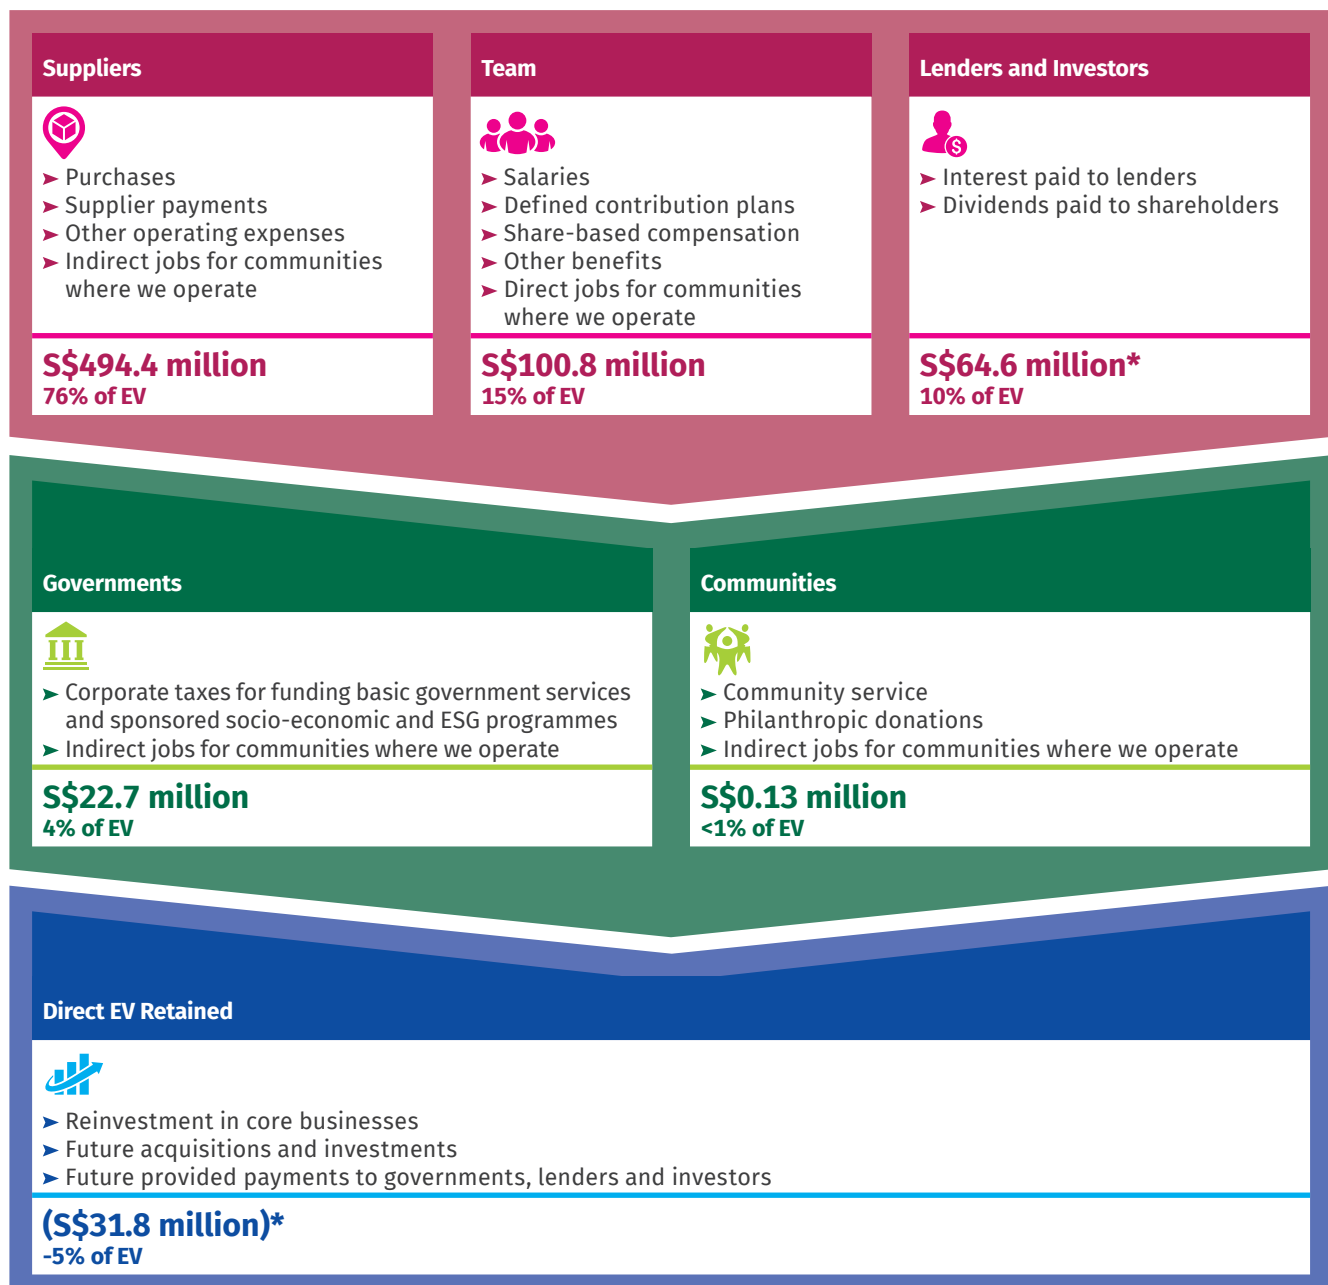 Suppliers
➤ Purchases
➤ Supplier payments
➤ Other operating expenses
➤ Indirect jobs for communities
where we operate
S$494.4 million
76% of EV
Team
➤ Salaries
➤ Defined contribution plans
➤ Share-based compensation
➤ Other benefits
➤ Direct jobs for communities
where we operate
S$100.8 million
15% of EV
Lenders and Investors
$
➤ Interest paid to lenders
➤ Dividends paid to shareholders
S$64.6 million*
10% of EV
Governments
➤ Corporate taxes for funding basic government services
and sponsored socio-economic and ESG programmes
➤ Indirect jobs for communities where we operate
S$22.7 million
4% of EV
Communities
➤ Community service
➤ Philanthropic donations
➤ Indirect jobs for communities where we operate
S$0.13 million
<1% of EV
Direct EV Retained
➤ Reinvestment in core businesses
➤ Future acquisitions and investments
➤ Future provided payments to governments, lenders and investors
(S$31.8 million)*
-5% of EV